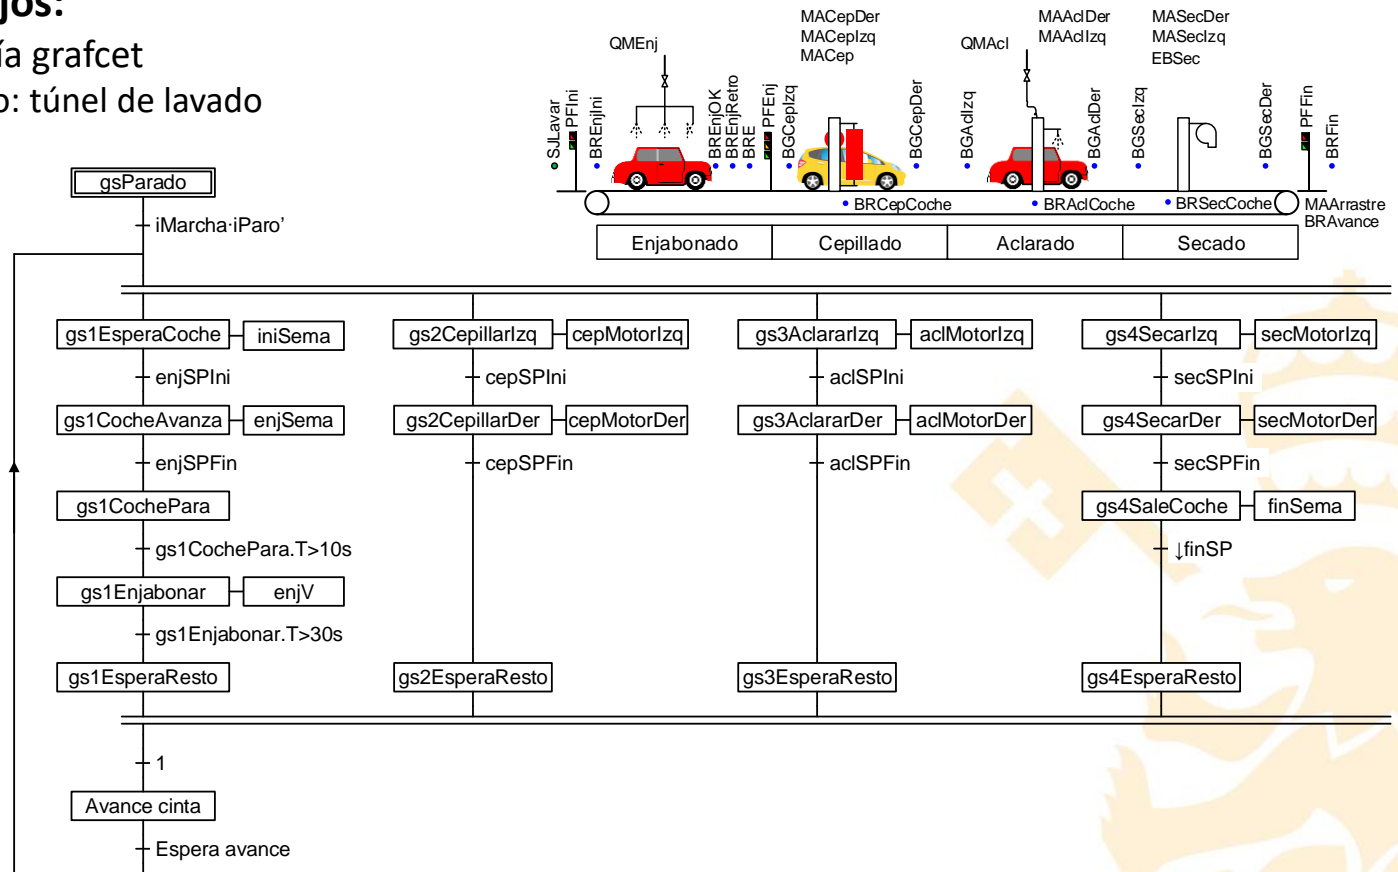 jos:
ía grafcet
o: túnel de lavado
QMEnj
MACepDer
MACepIzq
MACep
QMAcl
MAAclDer
MAAclIzq
MASecDer
MASecIzq
EBSec
SJLavar
PFIni
BREnjIni
BREnjOK
BREnjRetro
BRE
PFEnj
BGCepIzq
BGCepDer
BGAclIzq
BGAclDer
BGSecIzq
BGSecDer
PFFin
BRFin
BRCepCoche
BRAclCoche
BRSecCoche
MAArrastre
BRAvance
Enjabonado
Cepillado
Aclarado
Secado
gsParado
iMarcha·iParo’
gs1EsperaCoche
iniSema
gs2CepillarIzq
cepMotorIzq
gs3AclararIzq
aclMotorIzq
gs4SecarIzq
secMotorIzq
enjSPIni
cepSPIni
aclSPIni
secSPIni
gs1CocheAvanza
enjSema
gs2CepillarDer
cepMotorDer
gs3AclararDer
aclMotorDer
gs4SecarDer
secMotorDer
enjSPFin
cepSPFin
aclSPFin
secSPFin
gs1CochePara
gs4SaleCoche
finSema
gs1CochePara.T>10s
↓finSP
gs1Enjabonar
enjV
gs1Enjabonar.T>30s
gs1EsperaResto
gs2EsperaResto
gs3EsperaResto
gs4EsperaResto
1
Avance cinta
Espera avance